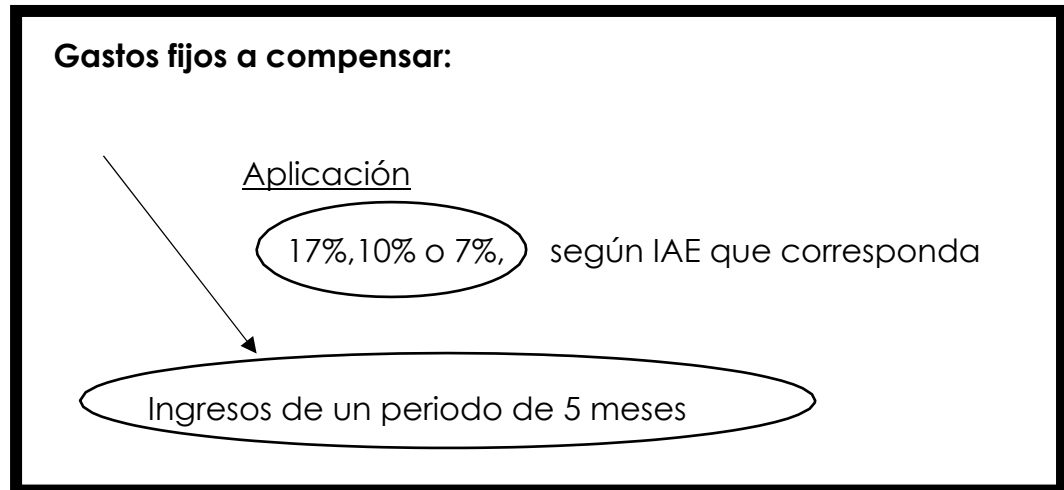 Gastos fijos a compensar:
Aplicación
17%,10% o 7%, según IAE que corresponda
Ingresos de un periodo de 5 meses